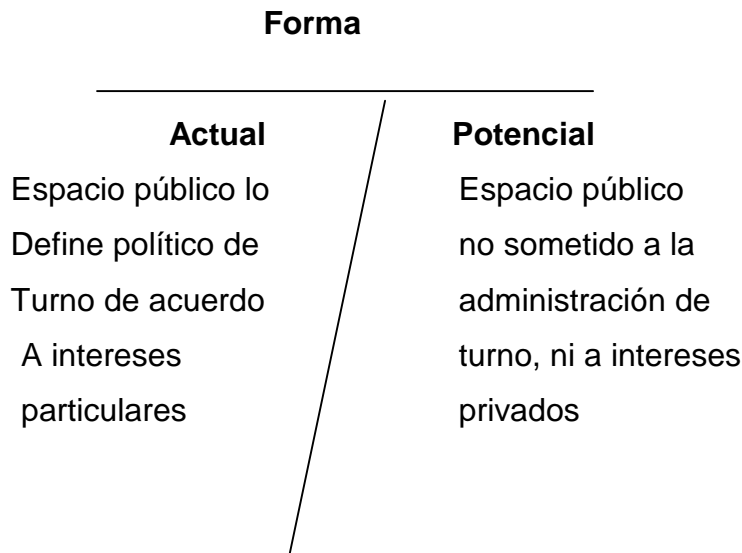 Forma
Actual
Espacio público lo
Define político de
Turno de acuerdo
A intereses
particulares
Potencial
Espacio público
no sometido a la
administración de
turno, ni a intereses
privados